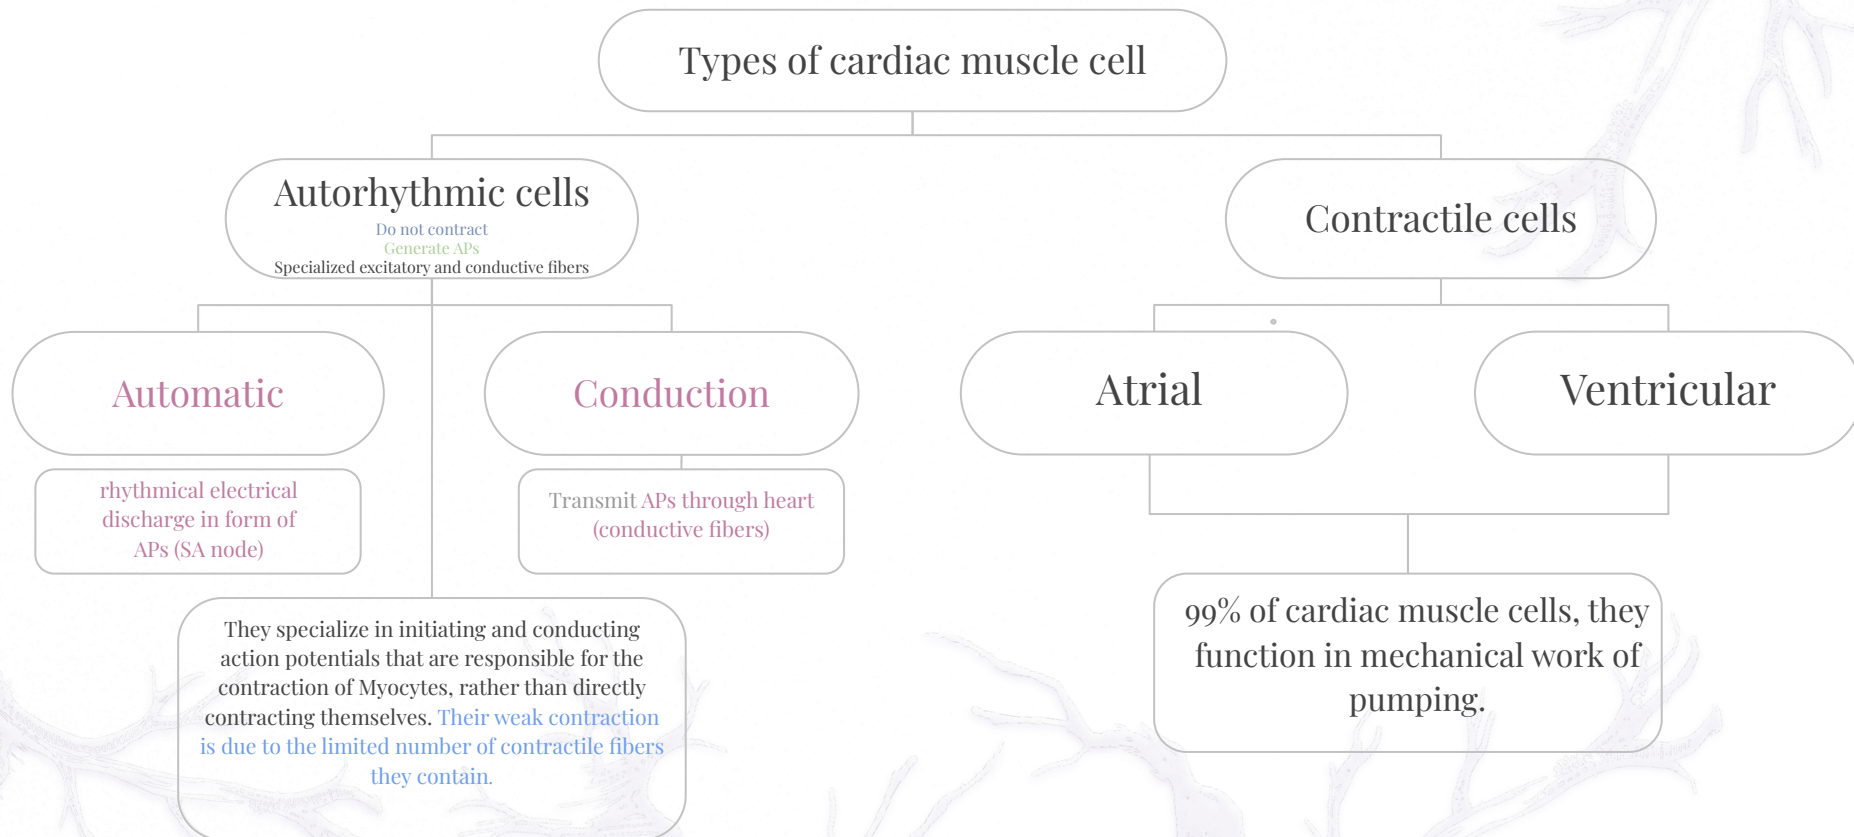 Types of cardiac muscle cell
Autorhythmic cells
Do not contract
Generate APs
Specialized excitatory and conductive fibers
Contractile cells
Automatic
Conduction
Atrial
Ventricular
rhythmical electrical
discharge in form of
APs (SA node)
Transmit APs through heart
(conductive fibers)
They specialize in initiating and conducting
action potentials that are responsible for the
contraction of Myocytes, rather than directly
contracting themselves. Their weak contraction
is due to the limited number of contractile fibers
they contain.
99% of cardiac muscle cells, they
function in mechanical work of
pumping.